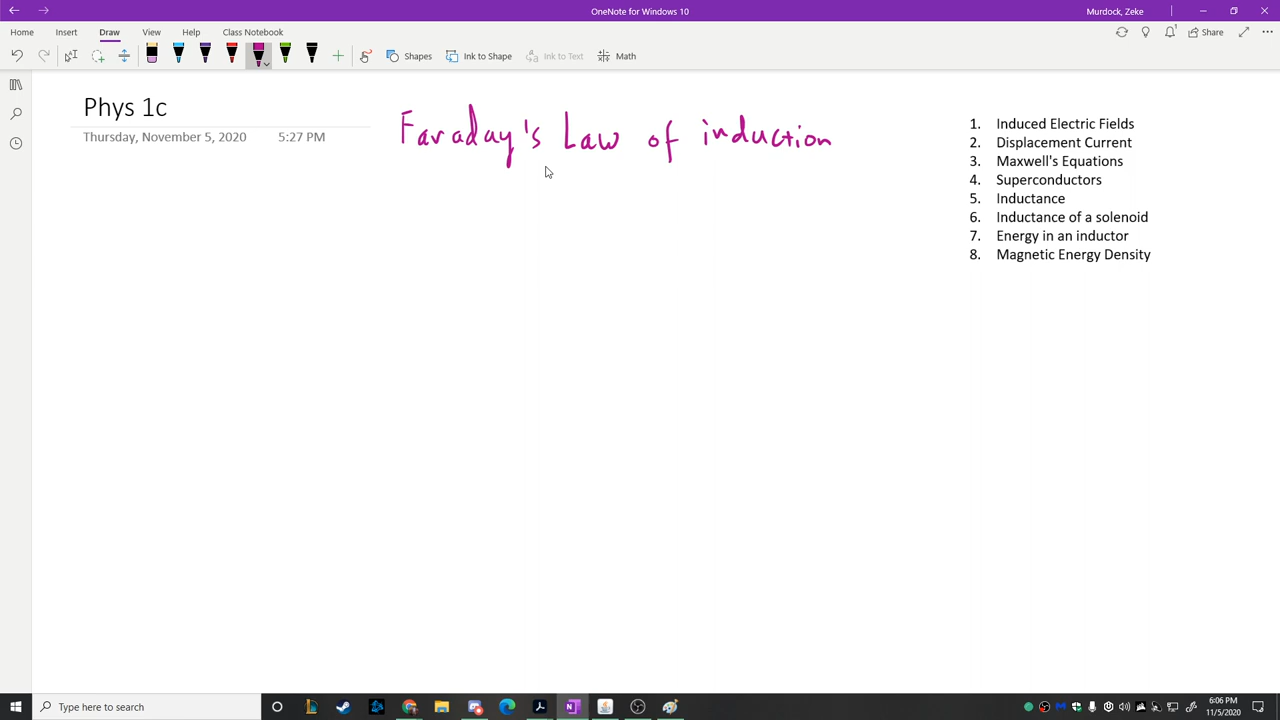 OneNote for Windows 10
Murdock, Zeke
Home Insert Draw View Help Class Notebook
Share
Shapes Ink to Shape Ink to Text Math
Phys 1c
Thursday, November 5, 2020 5:27 PM
Faraday's Law of induction
1. Induced Electric Fields
2. Displacement Current
3. Maxwell's Equations
4. Superconductors
5. Inductance
6. Inductance of a solenoid
7. Energy in an inductor
8. Magnetic Energy Density
Type here to search
6:06 PM
11/5/2020